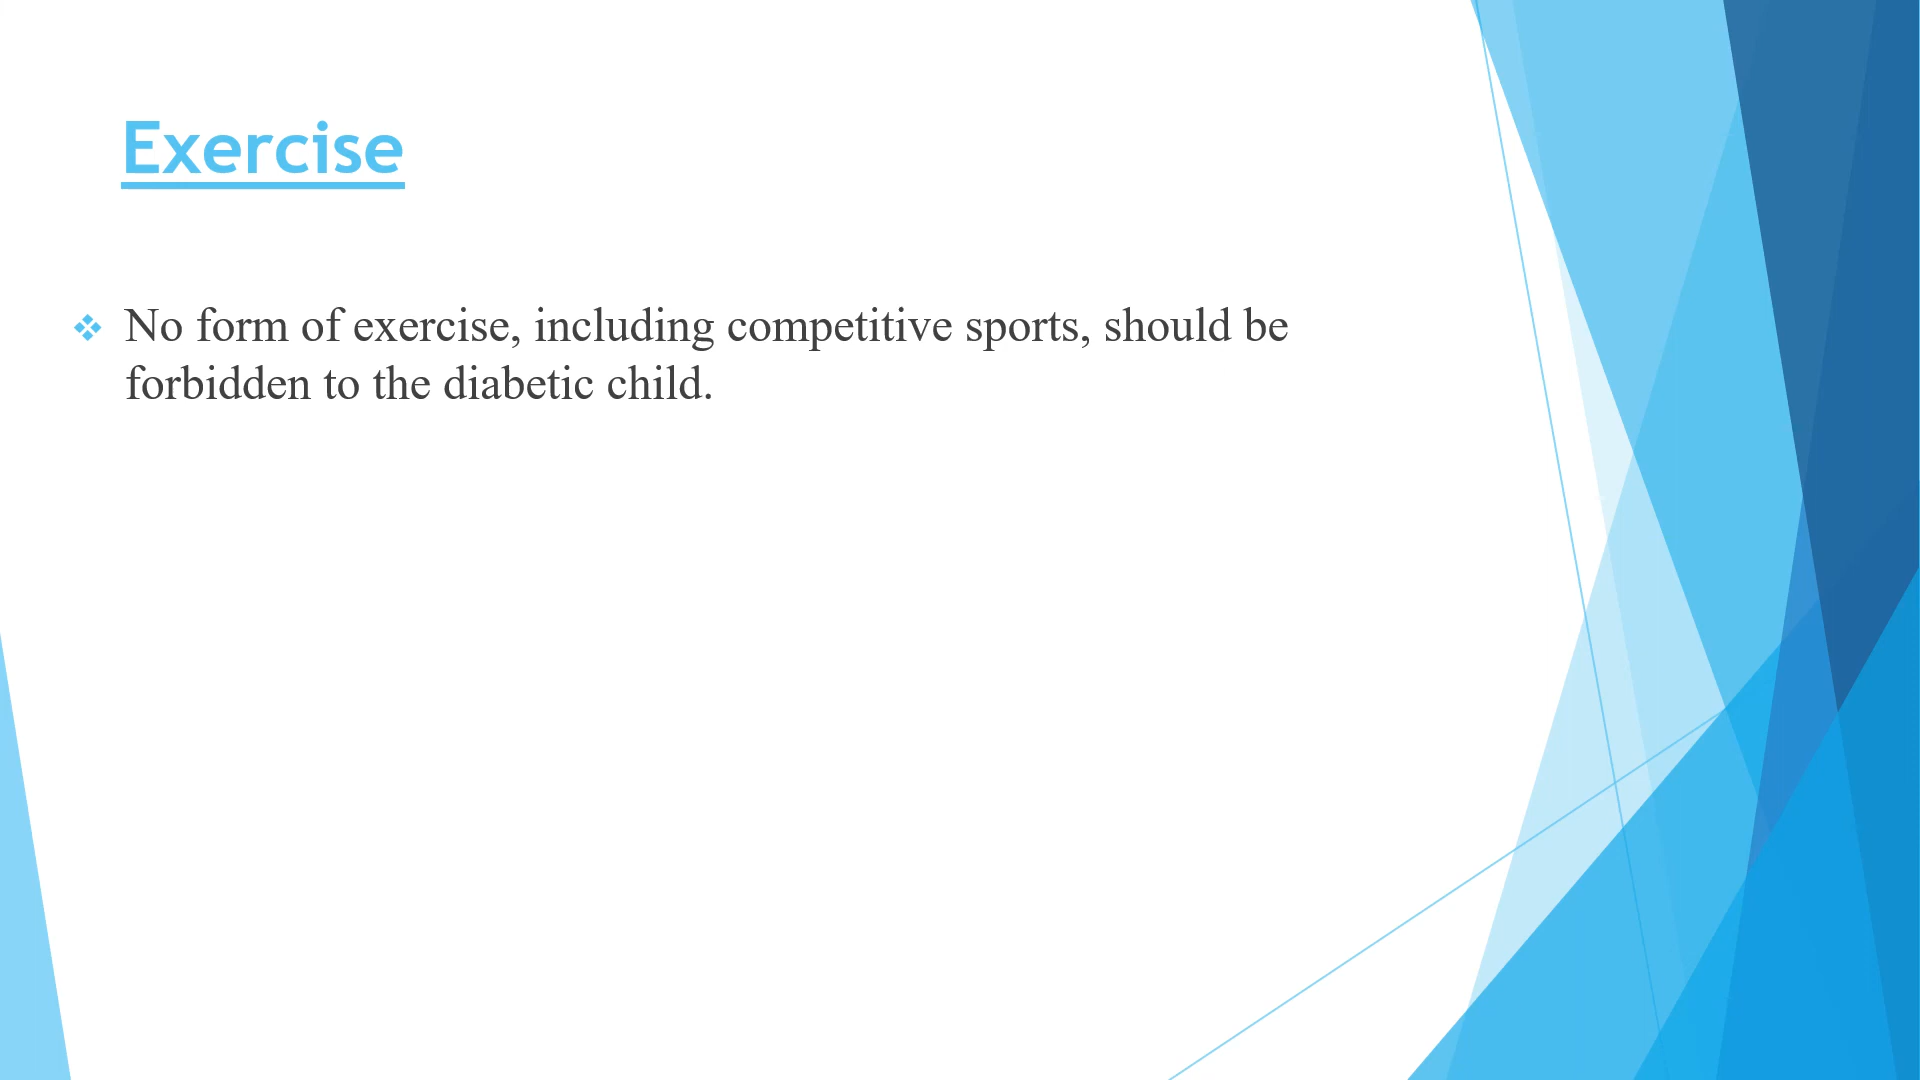 Exercise
No form of exercise, including competitive sports, should be
forbidden to the diabetic child.